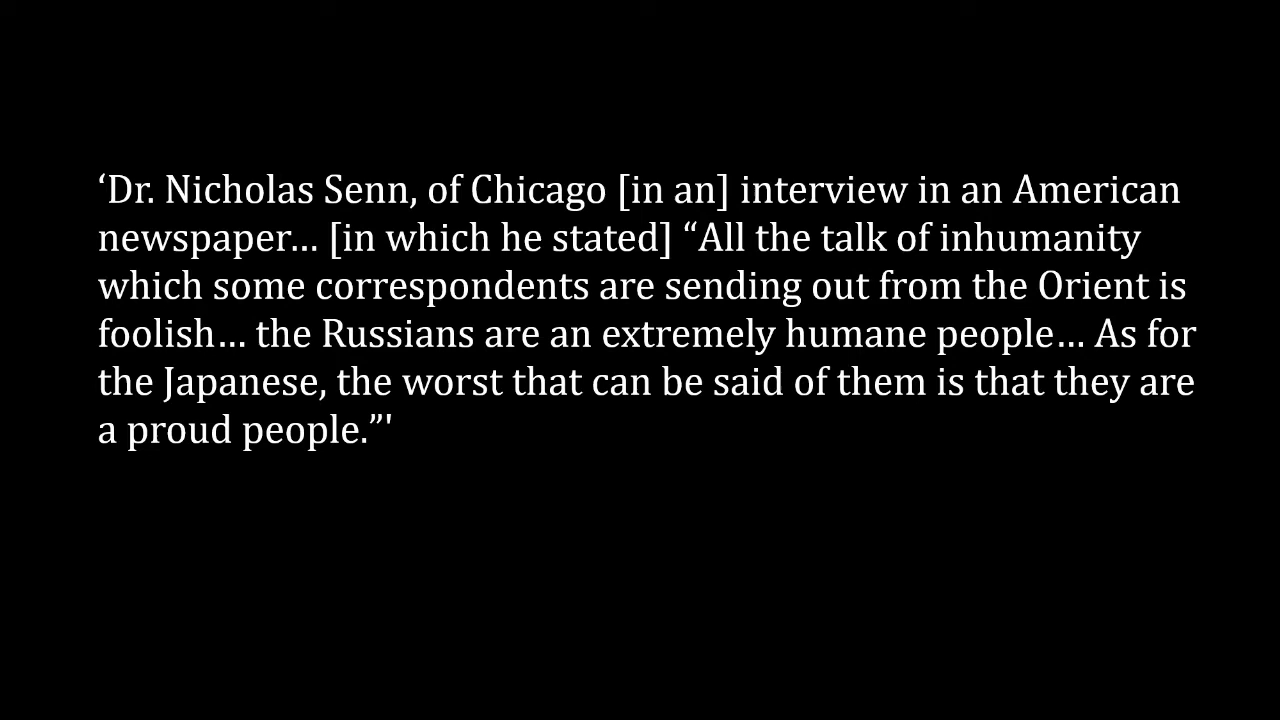 ‘Dr. Nicholas Senn, of Chicago [in an] interview in an American
newspaper… [in which he stated] “All the talk of inhumanity
which some correspondents are sending out from the Orient is
foolish… the Russians are an extremely humane people… As for
the Japanese, the worst that can be said of them is that they are
a proud people.”'